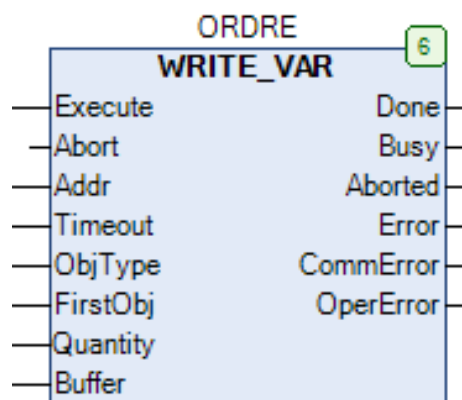 ORDRE
6
WRITE_VAR
Execute Done
Abort Busy
Addr Aborted
Timeout Error
ObjType CommError
FirstObj OperError
Quantity
Buffer